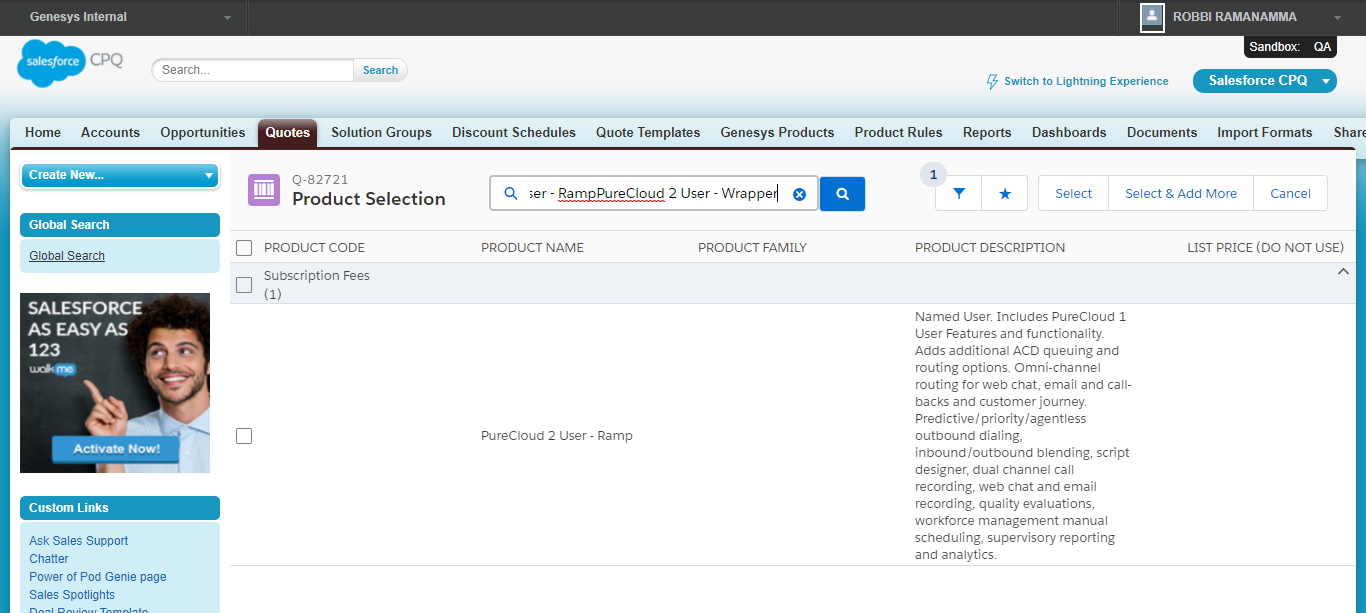 Genesys Internal
ROBBI RAMANAMMA
Sandbox: QA
salesforce CPQ
Search...
Search
Switch to Lightning Experience
Salesforce CPQ
Home Accounts Opportunities Quotes Solution Groups Discount Schedules Quote Templates Genesys Products Product Rules Reports Dashboards Documents Import Formats Share
Create New...
Global Search
Global Search
SALESFORCE
AS EASY AS
123
walkme
Activate Now!
Custom Links
Ask Sales Support
Chatter
Power of Pod Genie page
Sales Spotlights
Deal Review Template
Q-82721
Product Selection
ser - RampPureCloud 2 User - Wrapper
1
Select
Select & Add More
Cancel
PRODUCT CODE PRODUCT NAME PRODUCT FAMILY PRODUCT DESCRIPTION LIST PRICE (DO NOT USE)
Subscription Fees
(1)
PureCloud 2 User - Ramp
Named User. Includes PureCloud 1
User Features and functionality.
Adds additional ACD queuing and
routing options. Omni-channel
routing for web chat, email and call-
backs and customer journey.
Predictive/priority/agentless
outbound dialing,
inbound/outbound blending, script
designer, dual channel call
recording, web chat and email
recording, quality evaluations,
workforce management manual
scheduling, supervisory reporting
and analytics.